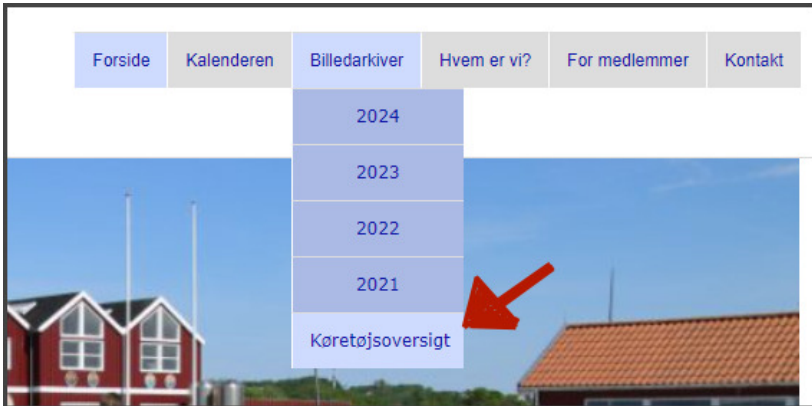 Forside Kalenderen Billedarkiver Hvem er vi? For medlemmer Kontakt
2024
2023
2022
2021
Køretøjsoversigt